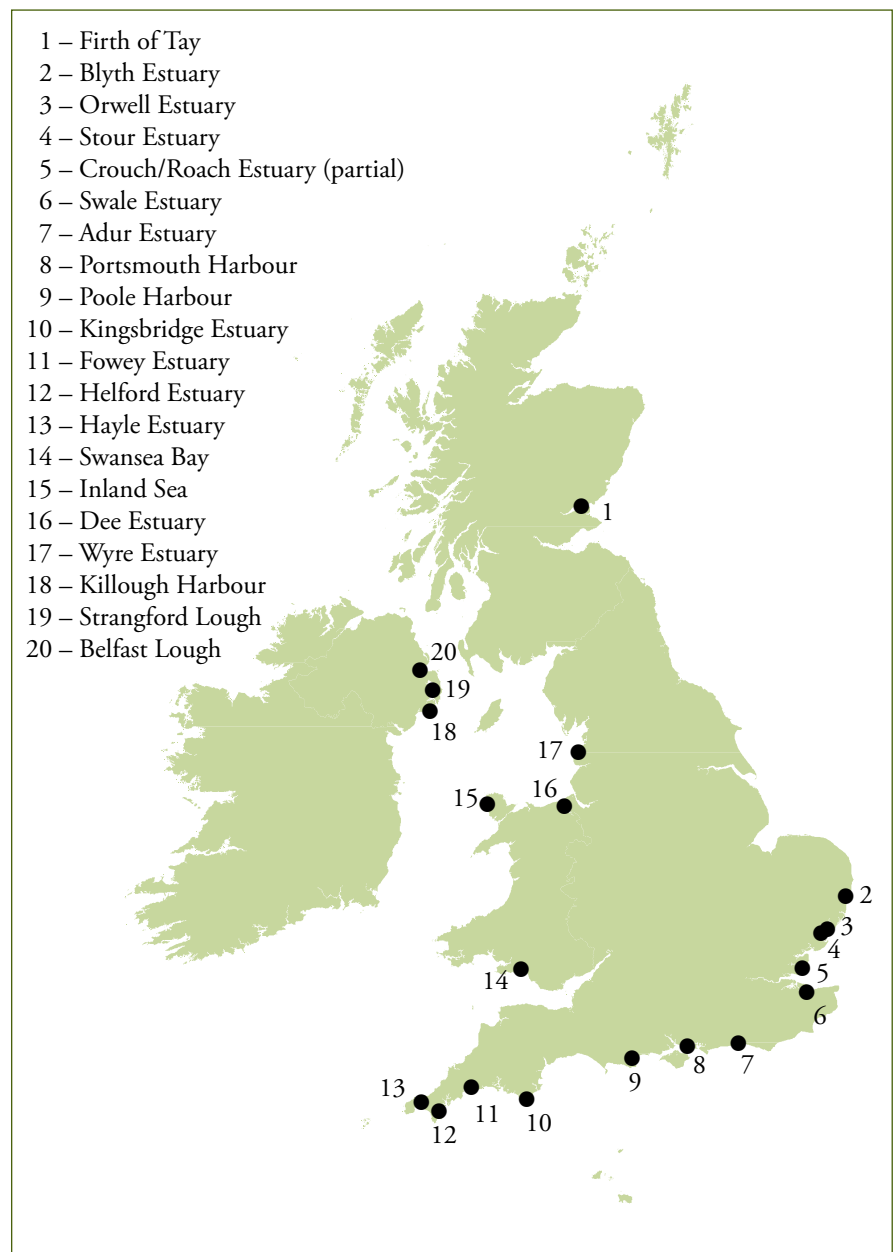 1 – Firth of Tay
2 – Blyth Estuary
3 – Orwell Estuary
4 – Stour Estuary
5 – Crouch/Roach Estuary (partial)
6 – Swale Estuary
7 – Adur Estuary
8 – Portsmouth Harbour
9 – Poole Harbour
10 – Kingsbridge Estuary
11 – Fowey Estuary
12 – Helford Estuary
13 – Hayle Estuary
14 – Swansea Bay
15 – Inland Sea
16 – Dee Estuary
17 – Wyre Estuary
18 – Killough Harbour
19 – Strangford Lough
20 – Belfast Lough
1
20
19
18
17
16
15
2
3
4
5
14
6
7
8
9
13
11
10
12